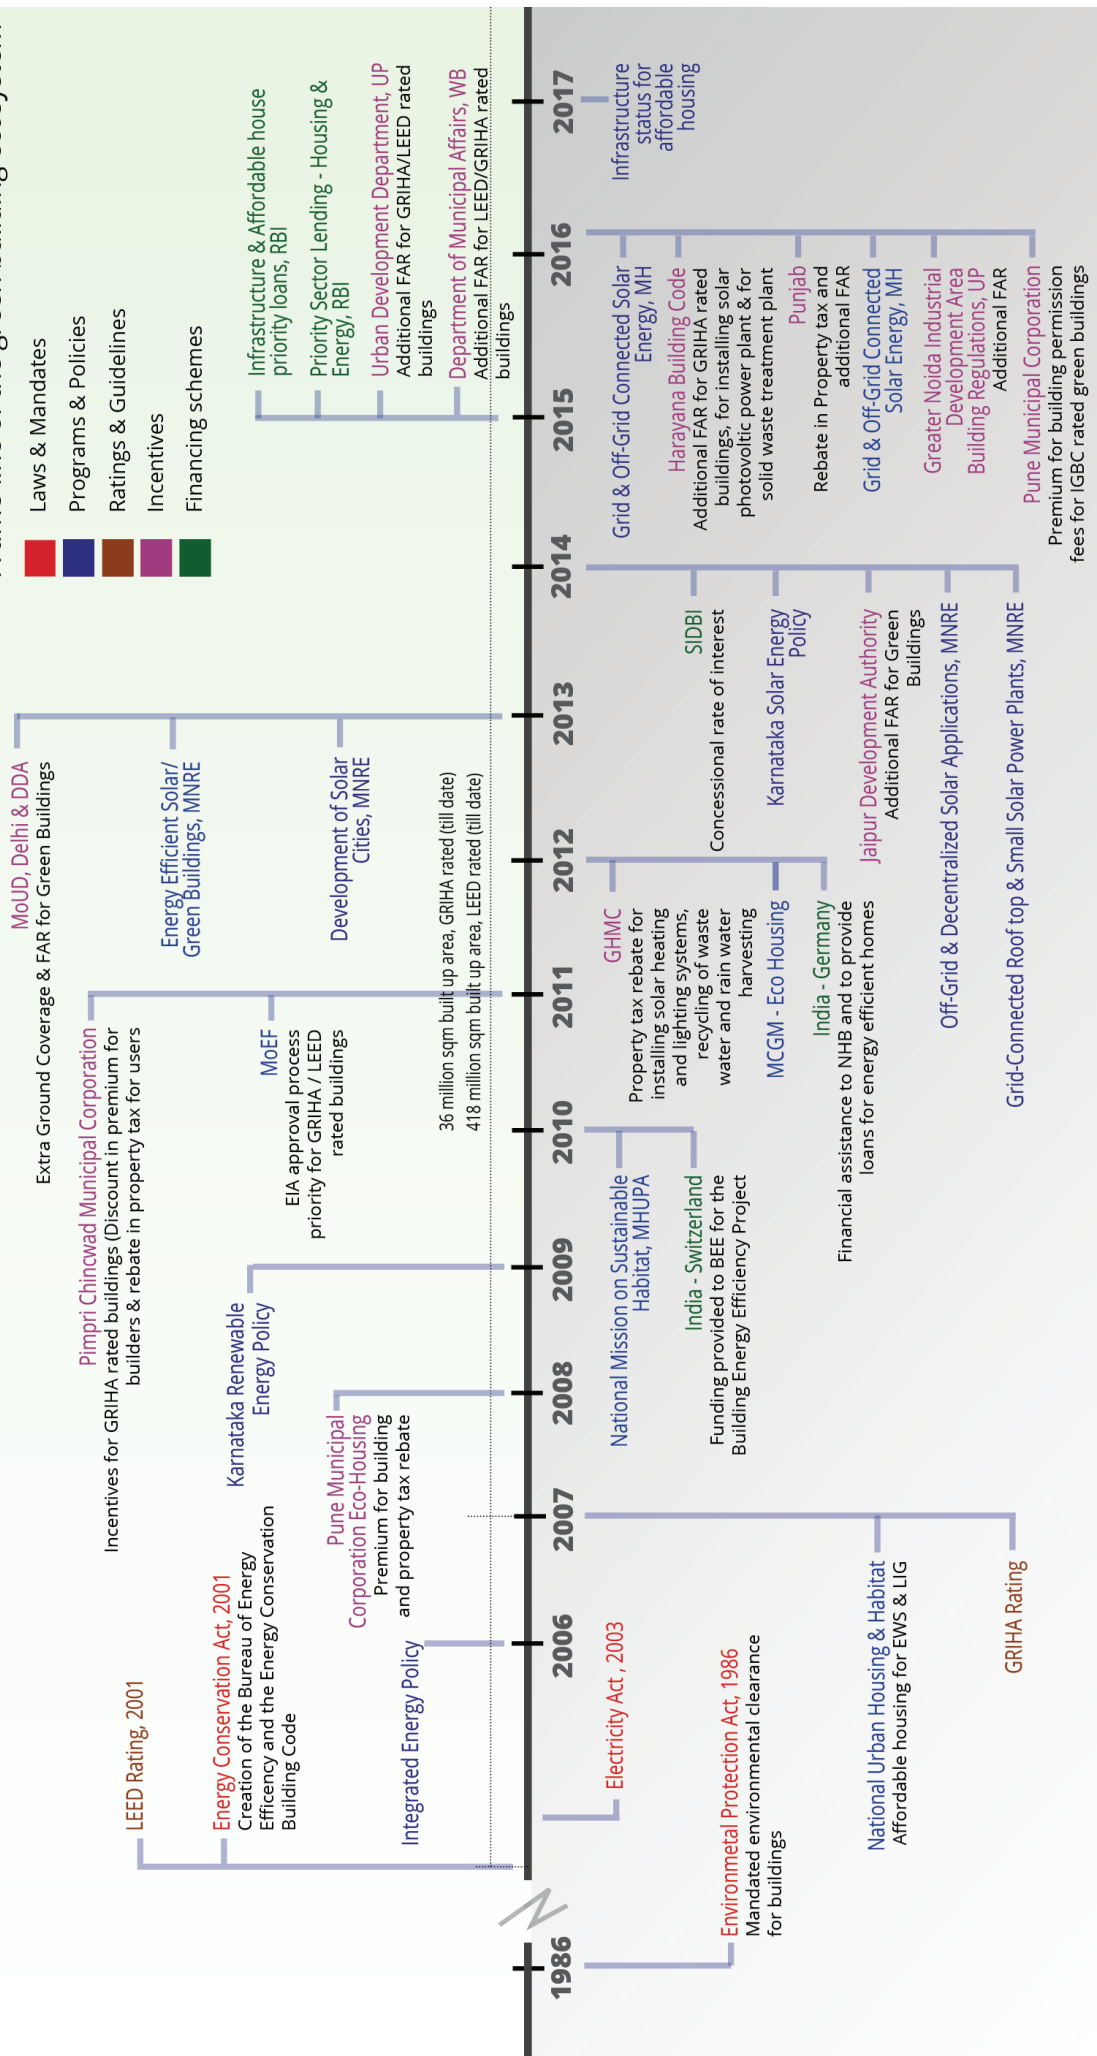 Laws & Mandates
Programs & Policies
Ratings & Guidelines
Incentives
Financing schemes
LEED Rating, 2001
Energy Conservation Act, 2001
Creation of the Bureau of Energy
Efficency and the Energy Conservation
Building Code
Integrated Energy Policy
Pune Municipal
Corporation Eco-Housing
Premium for building
and property tax rebate
Karnataka Renewable
Energy Policy
Pimpri Chincwad Municipal Corporation
Incentives for GRIHA rated buildings (Discount in premium for
builders & rebate in property tax for users
MoEF
EIA approval process
priority for GRIHA / LEED
rated buildings
36 million sqm built up area, GRIHA rated (till date)
418 million sqm built up area, LEED rated (till date)
MoUD, Delhi & DDA
Extra Ground Coverage & FAR for Green Buildings
Energy Efficient Solar/
Green Buildings, MNRE
Development of Solar
Cities, MNRE
Infrastructure & Affordable house
priority loans, RBI
Priority Sector Lending - Housing &
Energy, RBI
Urban Development Department, UP
Additional FAR for GRIHA/LEED rated
buildings
Department of Municipal Affairs, WB
Additional FAR for LEED/GRIHA rated
buildings
1986
2006
2007
2008
2009
2010
2011
2012
2013
2014
2015
2016
2017
Environmetal Protection Act, 1986
Mandated environmental clearance
for buildings
Electricity Act , 2003
National Urban Housing & Habitat
Affordable housing for EWS & LIG
GRIHA Rating
National Mission on Sustainable
Habitat, MHUPA
India - Switzerland
Funding provided to BEE for the
Building Energy Efficiency Project
GHMC
Property tax rebate for
installing solar heating
and lighting systems,
recycling of waste
water and rain water
harvesting
MCGM - Eco Housing
India - Germany
Financial assistance to NHB and to provide
loans for energy efficient homes
SIDBI
Concessional rate of interest
Karnataka Solar Energy
Policy
Jaipur Development Authority
Additional FAR for Green
Buildings
Off-Grid & Decentralized Solar Applications, MNRE
Grid-Connected Roof top & Small Solar Power Plants, MNRE
Grid & Off-Grid Connected Solar
Energy, MH
Harayana Building Code
Additional FAR for GRIHA rated
buildings, for installing solar
photovoltic power plant & for
solid waste treatment plant
Punjab
Rebate in Property tax and
additional FAR
Grid & Off-Grid Connected
Solar Energy, MH
Greater Noida Industrial
Development Area
Building Regulations, UP
Additional FAR
Pune Municipal Corporation
Premium for building permission
fees for IGBC rated green buildings
Infrastructure
status for
affordable
housing